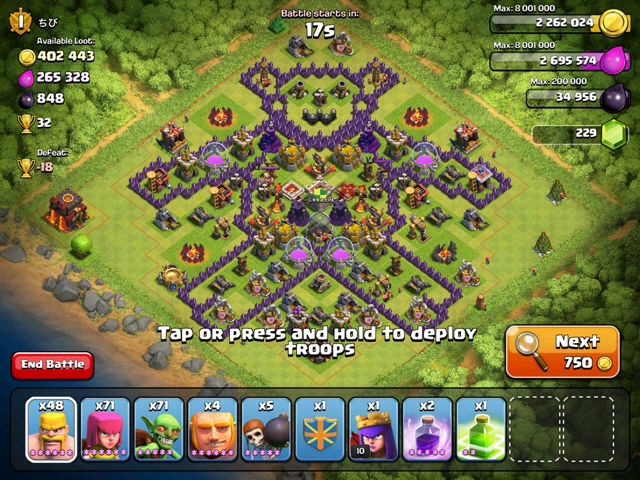 1
ちび
Available Loot:
402 443
265 328
848
32
Defeat:
-18
Battle starts in:
17s
Max: 8 001 000
2 262 024
Max: 8 001 000
2 695 574
Max: 200 000
34 956
229
Tap or press and hold to deploy
troops
End Battle
Next
750
x48
x71
x71
x4
x5
x1
x1
10
x2
x1